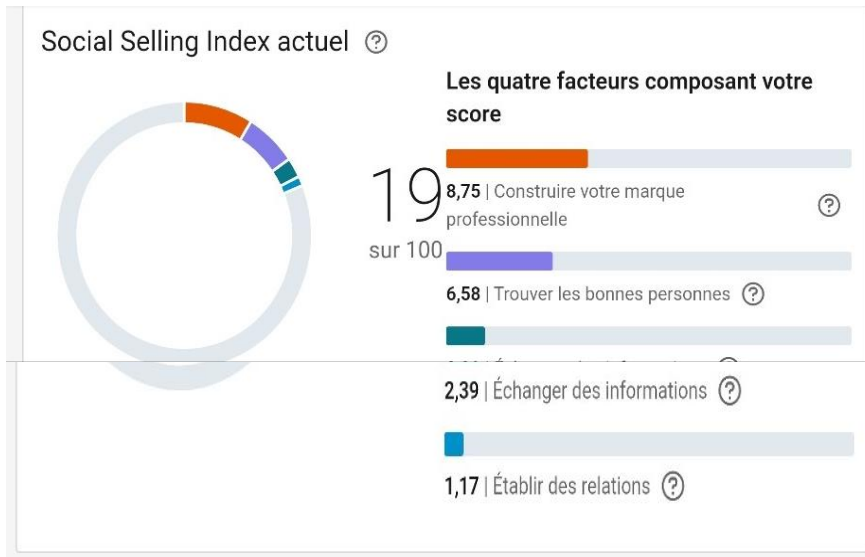 Social Selling Index actuel
Les quatre facteurs composant votre
score
19
sur 100
8,75 | Construire votre marque
professionnelle
6,58 | Trouver les bonnes personnes
2,39 | Échanger des informations
1,17 | Établir des relations